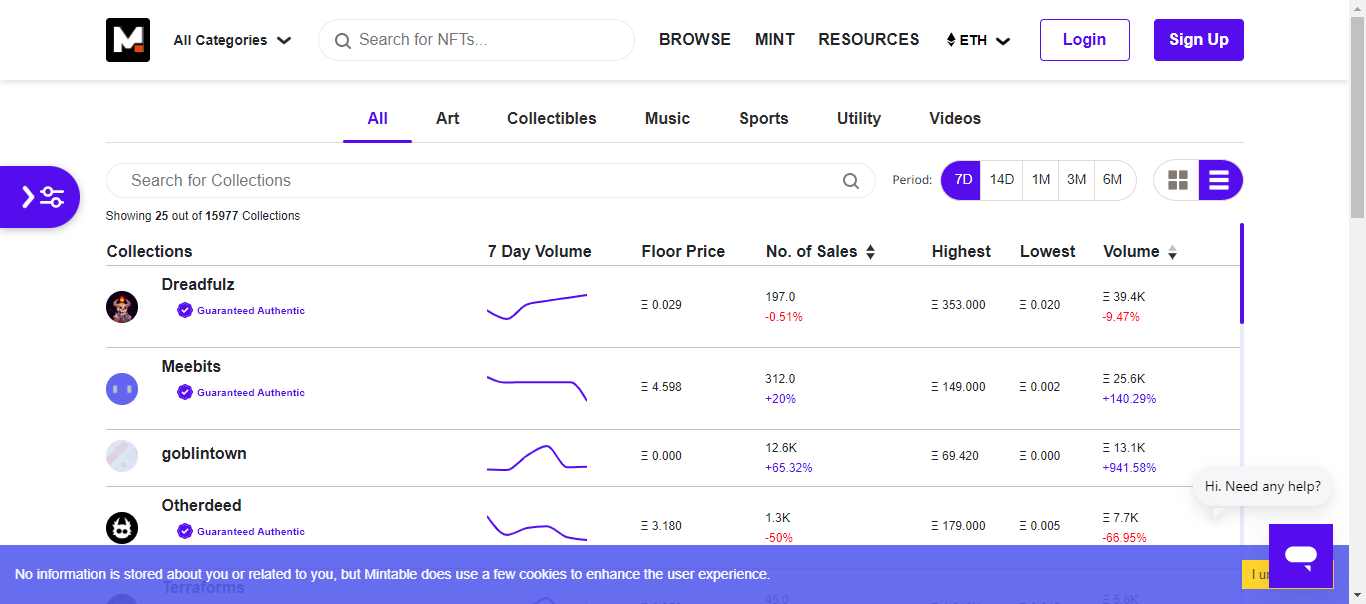 M
All Categories
Search for NFTs...
BROWSE
MINT
RESOURCES
ETH
Login
Sign Up
All
Art
Collectibles
Music
Sports
Utility
Videos
Search for Collections
Period:
7D
14D
1M
3M
6M
Showing 25 out of 15977 Collections
Collections
7 Day Volume
Floor Price
No. of Sales
Highest
Lowest
Volume
Dreadfulz
Guaranteed Authentic
Ξ 0.029
197.0
-0.51%
Ξ 353.000
Ξ 0.020
Ξ 39.4K
-9.47%
Meebits
Guaranteed Authentic
Ξ 4.598
312.0
+20%
Ξ 149.000
Ξ 0.002
Ξ 25.6K
+140.29%
goblintown
Ξ 0.000
12.6K
+65.32%
Ξ 69.420
Ξ 0.000
Ξ 13.1K
+941.58%
Hi. Need any help?
Otherdeed
Guaranteed Authentic
Ξ 3.180
1.3K
-50%
Ξ 179.000
Ξ 0.005
Ξ 7.7K
-66.95%
No information is stored about you or related to you, but Mintable does use a few cookies to enhance the user experience.
Terraforms
45.0
Ξ 5.6K